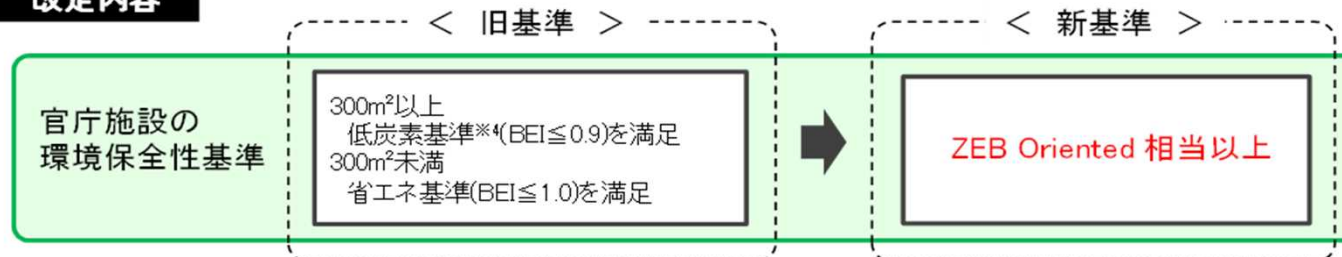 改定内容
< 旧基準 >
< 新基準 >
官庁施設の
環境保全性基準
300m²以上
低炭素基準※4(BEI≦0.9)を満足
300m²未満
省エネ基準(BEI≦1.0)を満足
ZEB Oriented 相当以上